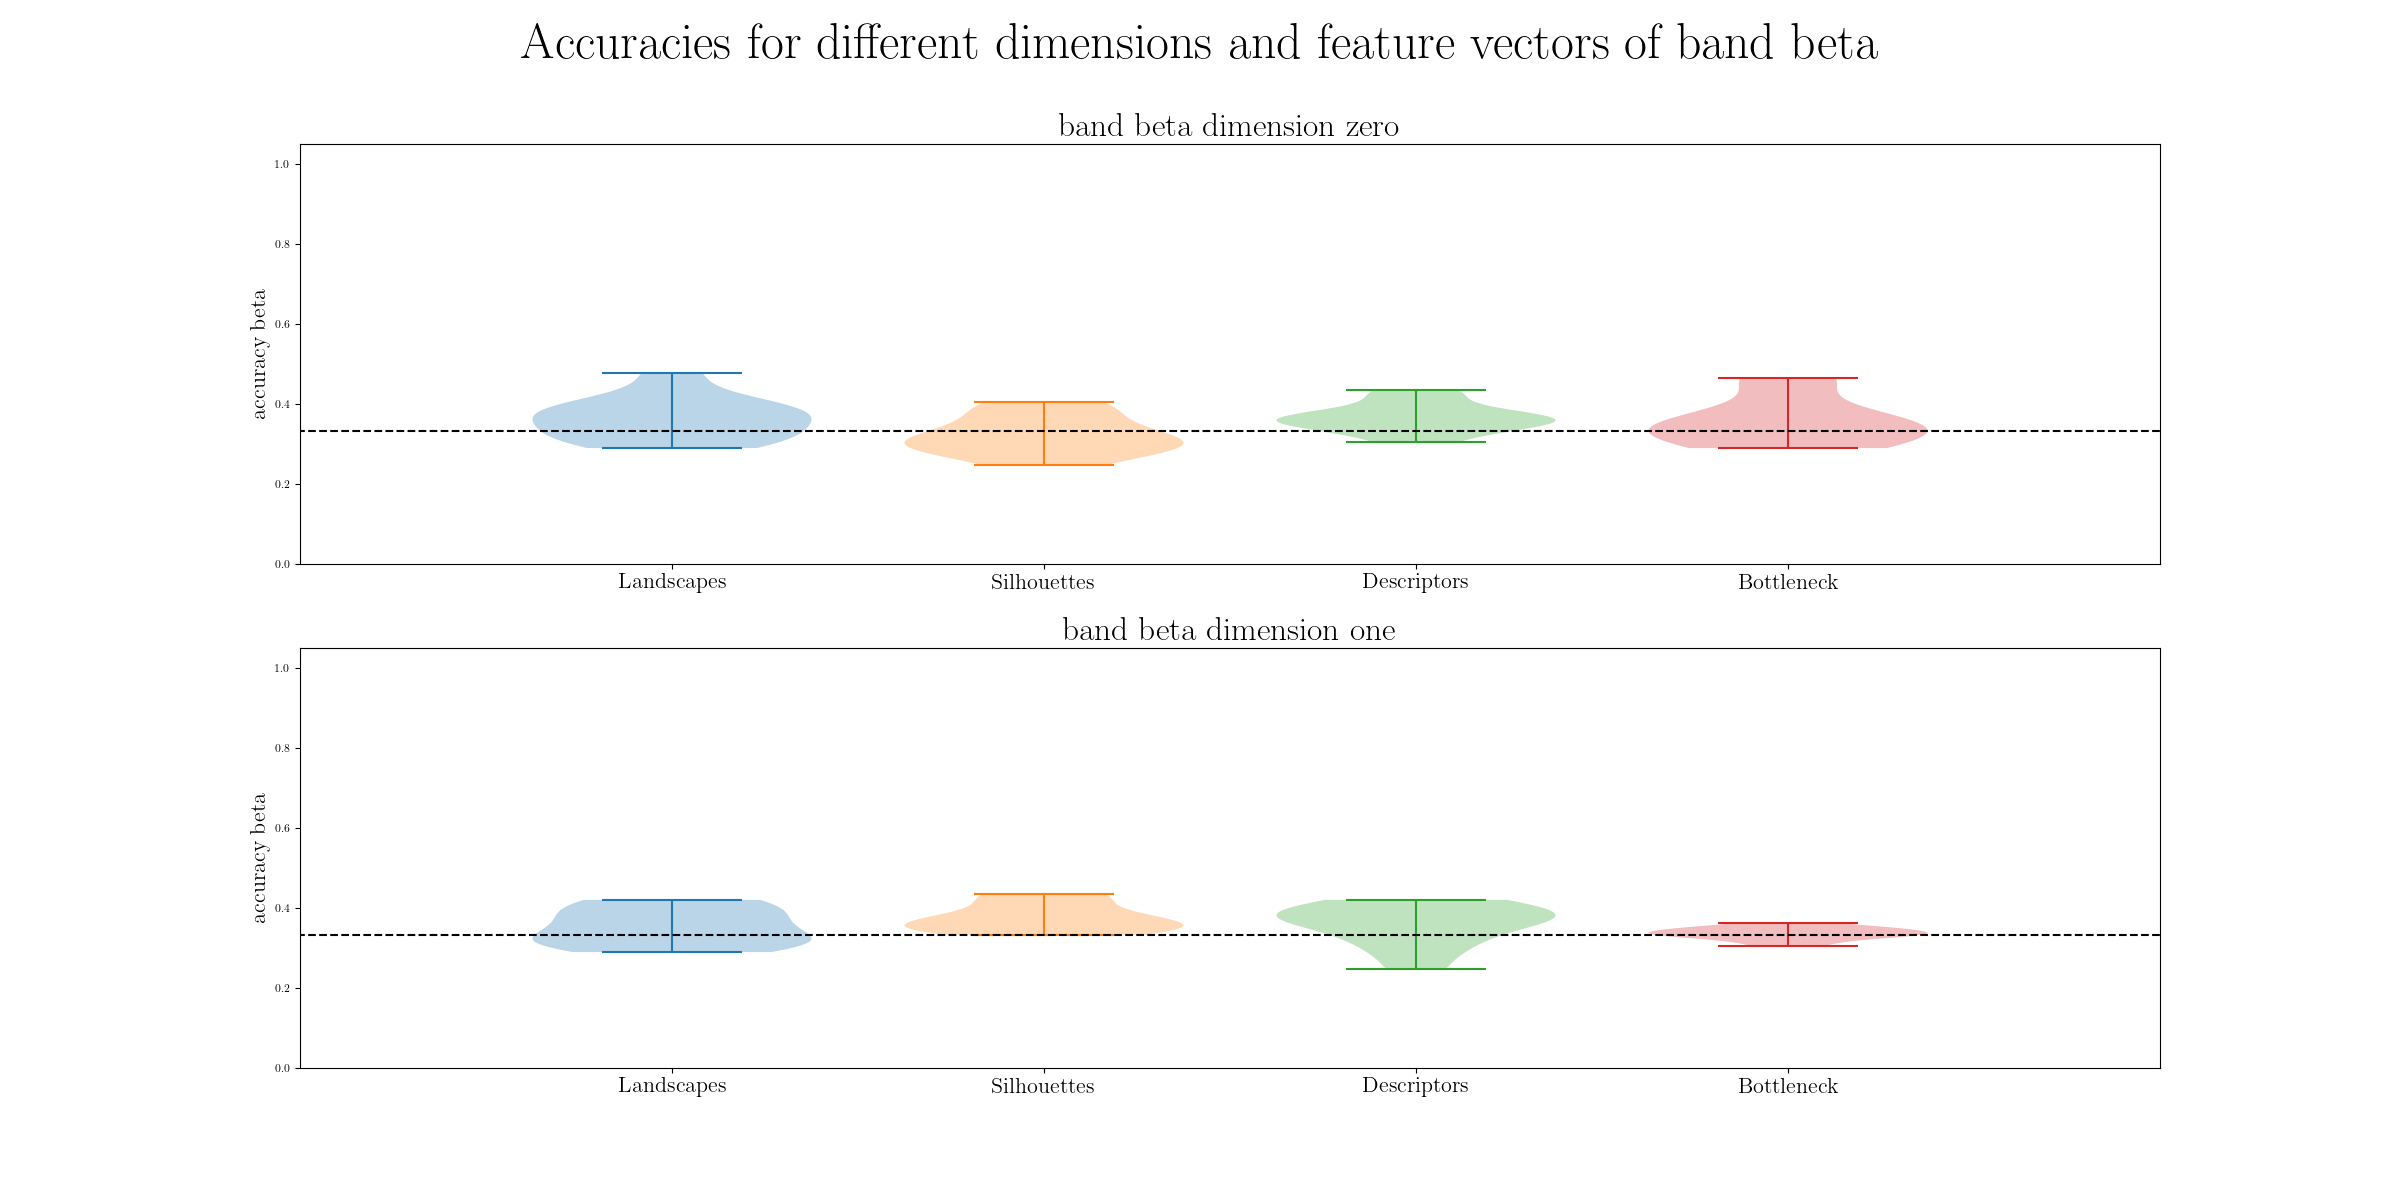 Accuracies for different dimensions and feature vectors of band beta
band beta dimension zero
1.0
0.8
0.6
0.4
0.2
0.0
accuracy beta
Landscapes Silhouettes Descriptors Bottleneck
band beta dimension one
1.0
0.8
0.6
0.4
0.2
0.0
accuracy beta
Landscapes Silhouettes Descriptors Bottleneck